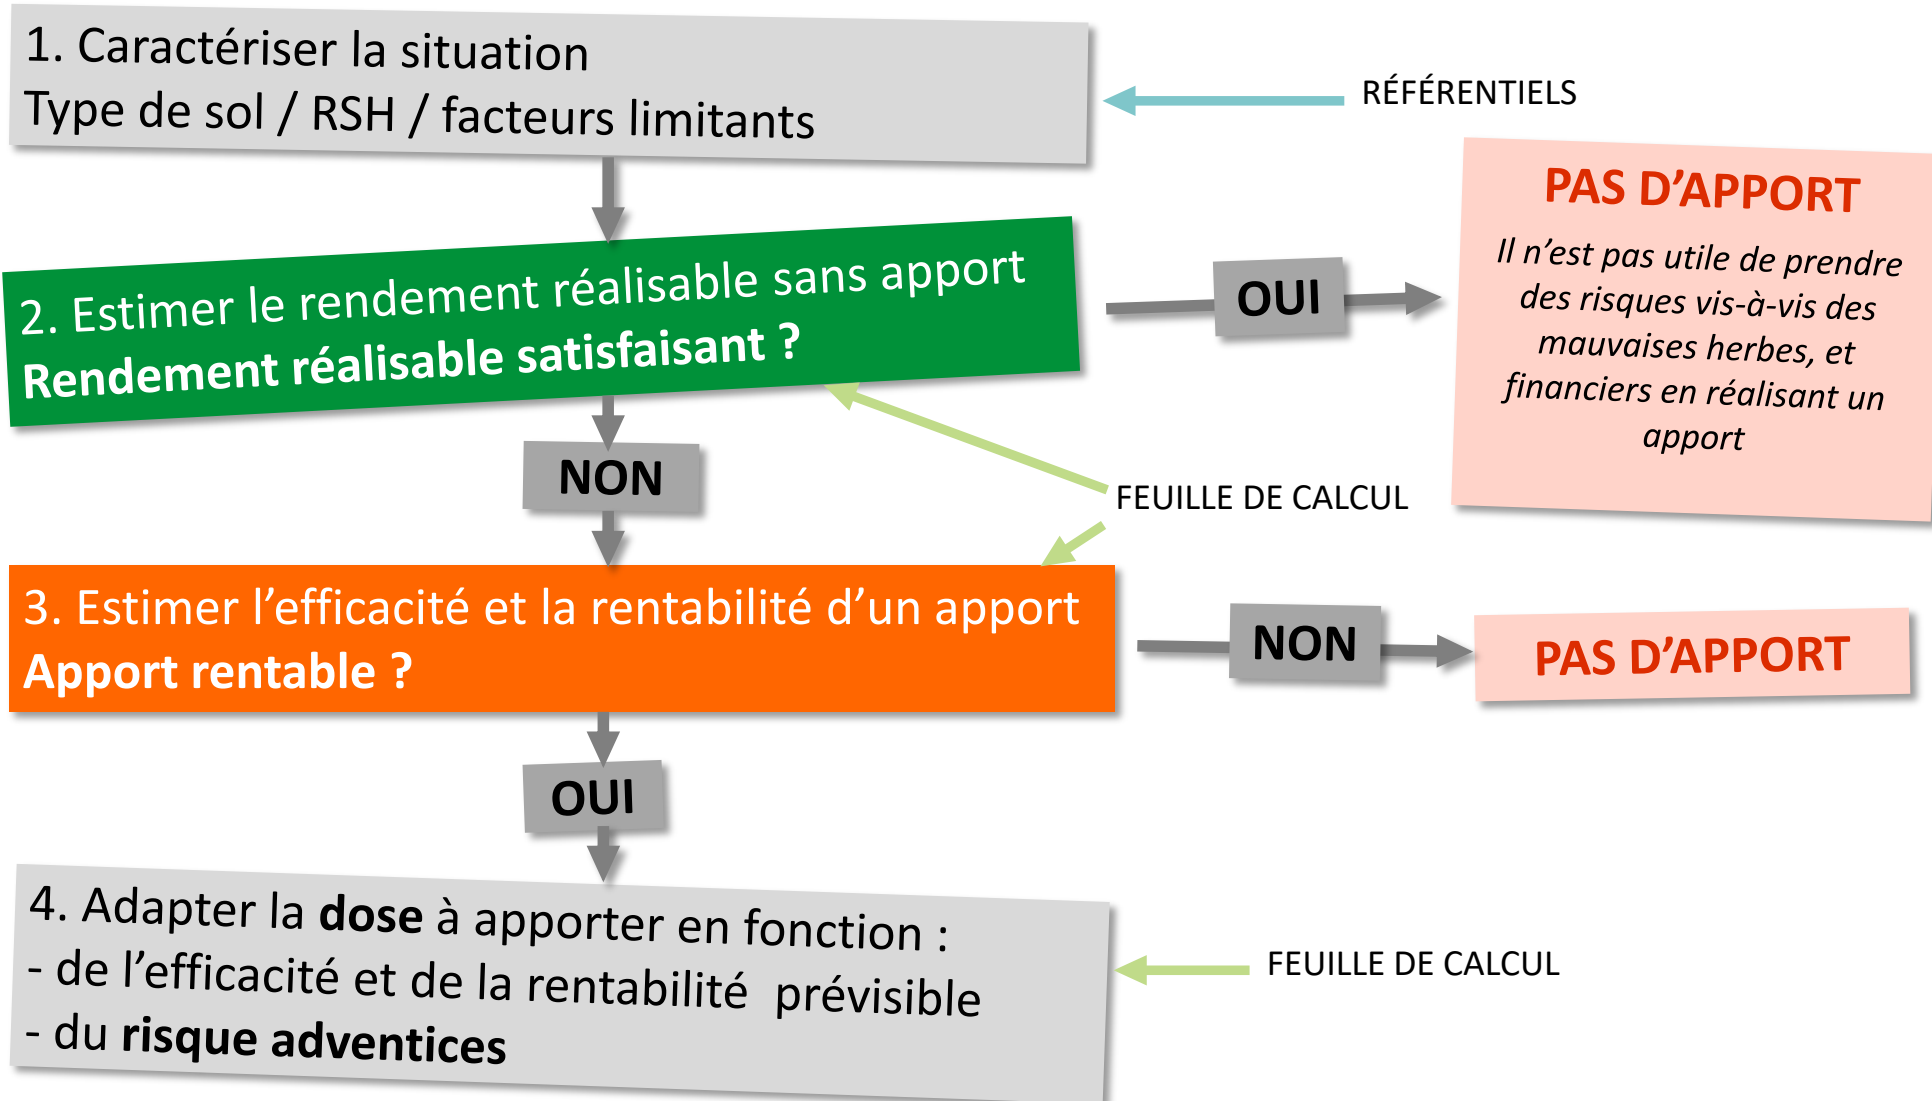 1. Caractériser la situation
Type de sol / RSH / facteurs limitants
RÉFÉRENTIELS
2. Estimer le rendement réalisable sans apport
Rendement réalisable satisfaisant ?
OUI
PAS D’APPORT
Il n’est pas utile de prendre
des risques vis-à-vis des
mauvaises herbes, et
financiers en réalisant un
apport
NON
FEUILLE DE CALCUL
3. Estimer l’efficacité et la rentabilité d’un apport
Apport rentable ?
NON
PAS D’APPORT
OUI
4. Adapter la dose à apporter en fonction :
- de l’efficacité et de la rentabilité prévisible
- du risque adventices
FEUILLE DE CALCUL